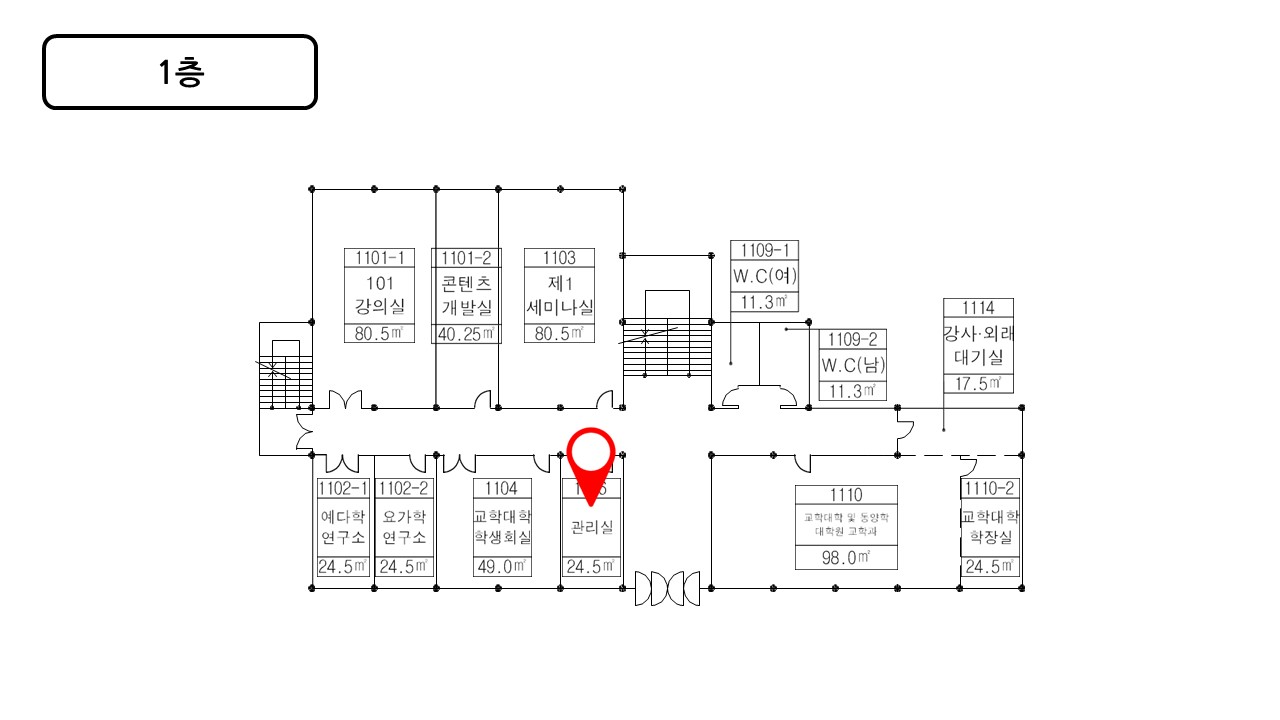 1층
1101-1
101
강의실
80.5㎡
1101-2
콘텐츠
개발실
40.25㎡
1103
제1
세미나실
80.5㎡
1109-1
W.C(여)
11.3㎡
1109-2
W.C(남)
11.3㎡
1114
강사·외래
대기실
17.5㎡
1102-1
예다학
연구소
24.5㎡
1102-2
요가학
연구소
24.5㎡
1104
교학대학
학생회실
49.0㎡
관리실
24.5㎡
1110
교학대학 및 동양학
대학원 교학과
98.0㎡
1110-2
교학대학
학장실
24.5㎡